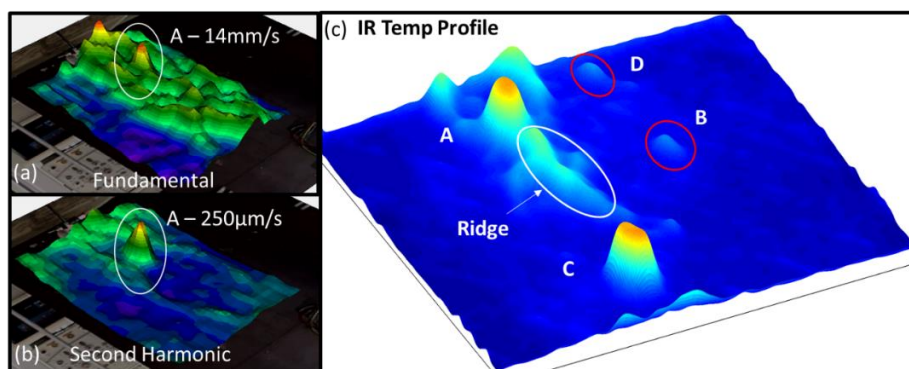 A – 14mm/s
(a)
Fundamental
A – 250µm/s
(b)
Second Harmonic
(c) IR Temp Profile
D
B
A
Ridge
C